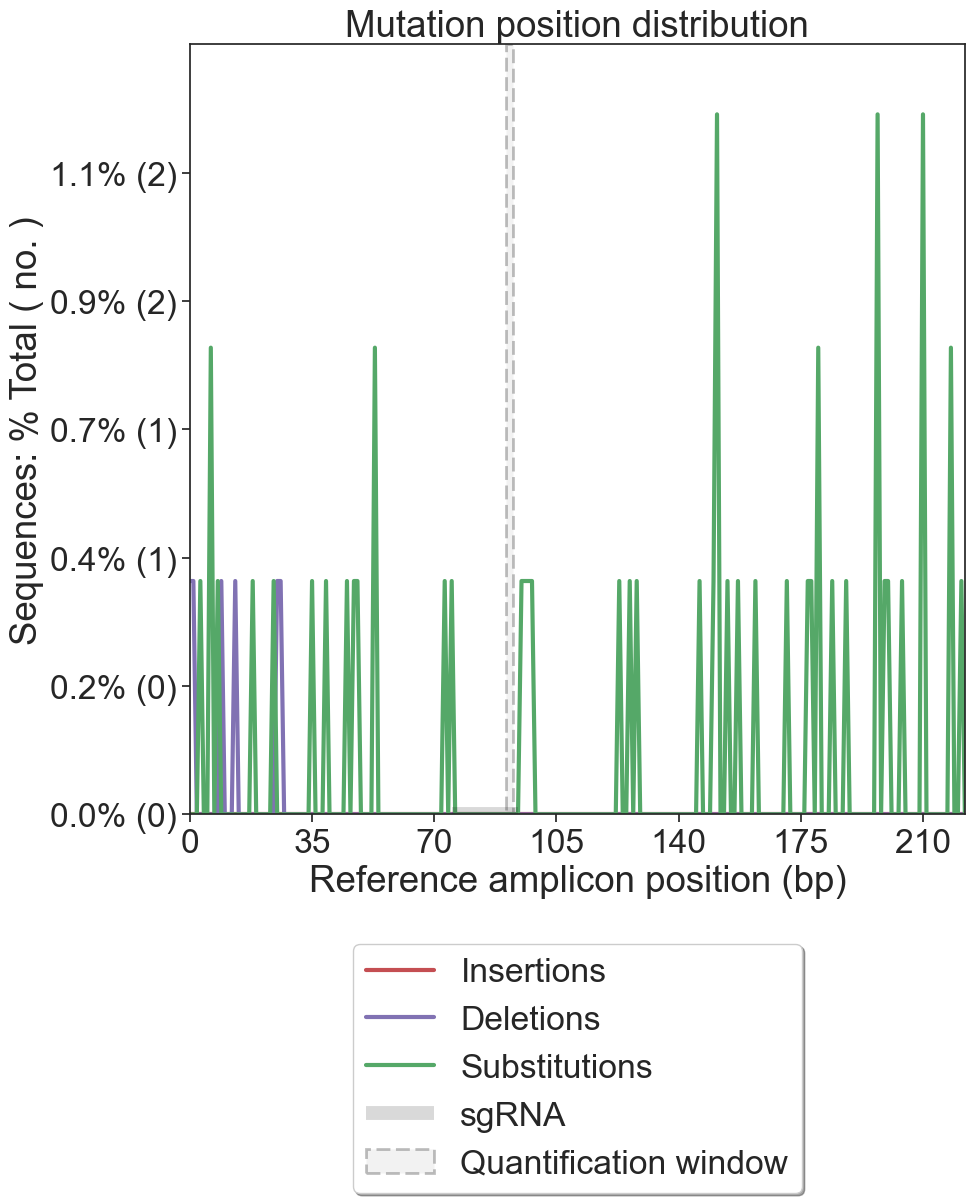 Mutation position distribution
Sequences: % Total ( no. )
1.1% (2)
0.9% (2)
0.7% (1)
0.4% (1)
0.2% (0)
0.0% (0)
0 35 70 105 140 175 210
Reference amplicon position (bp)
Insertions
Deletions
Substitutions
sgRNA
Quantification window